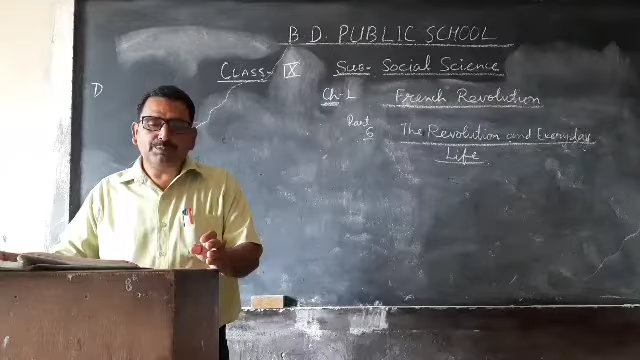 B.D. PUBLIC SCHOOL
CLASS- IX Sub- Social Science
Ch-1 French Revolution
Part 6 The Revolution and Everyday
Life
D